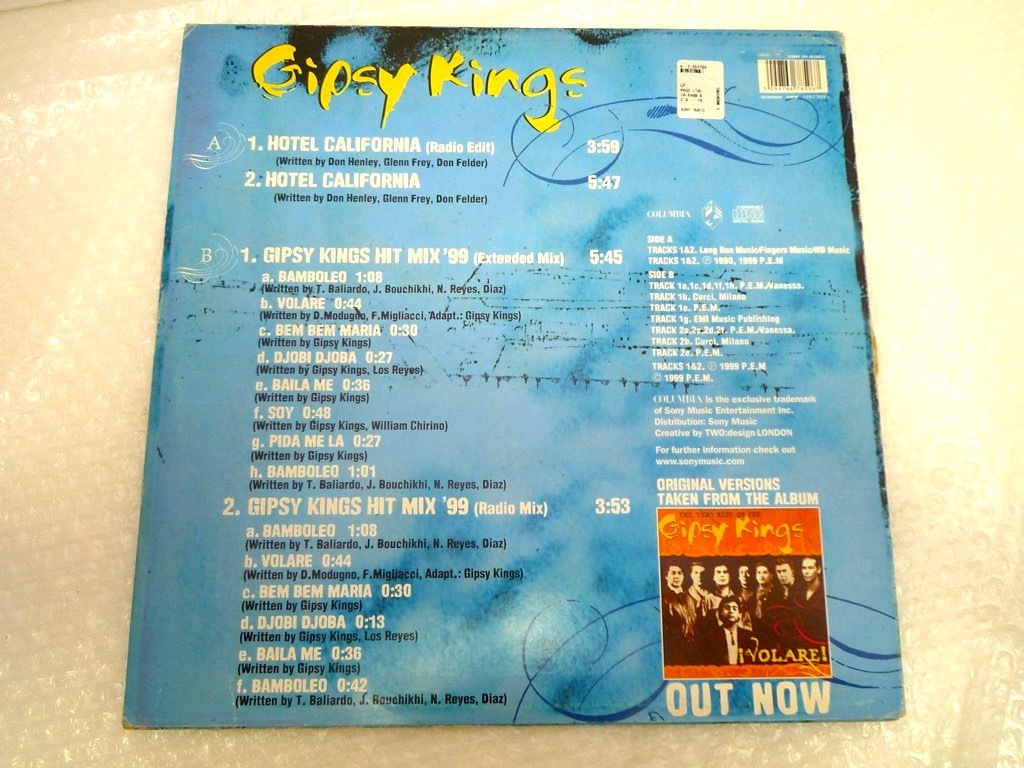 Gipsy Kings
A
1. HOTEL CALIFORNIA (Radio Edit) 3:59
(Written by Don Henley, Glenn Frey, Don Felder)
2. HOTEL CALIFORNIA 5:47
(Written by Don Henley, Glenn Frey, Don Felder)
B
1. GIPSY KINGS HIT MIX '99 (Extended Mix) 5:45
a. BAMBOLEO 1:08
(Written by T. Baliardo, J. Bouchikhi, N. Reyes, Diaz)
b. VOLARE 0:44
(Written by D.Modugno, F.Migliacci, Adapt.: Gipsy Kings)
c. BEM BEM MARIA 0:30
(Written by Gipsy Kings)
d. DJOBI DJOBA 0:27
(Written by Gipsy Kings, Los Reyes)
e. BAILA ME 0:36
(Written by Gipsy Kings)
f. SOY 0:48
(Written by Gipsy Kings, William Chirino)
g. PIDA ME LA 0:27
(Written by Gipsy Kings)
h. BAMBOLEO 1:01
(Written by T. Baliardo, J. Bouchikhi, N. Reyes, Diaz)
2. GIPSY KINGS HIT MIX '99 (Radio Mix) 3:53
a. BAMBOLEO 1:08
(Written by T. Baliardo, J. Bouchikhi, N. Reyes, Diaz)
b. VOLARE 0:44
(Written by D.Modugno, F.Migliacci, Adapt.: Gipsy Kings)
c. BEM BEM MARIA 0:30
(Written by Gipsy Kings)
d. DJOBI DJOBA 0:13
(Written by Gipsy Kings, Los Reyes)
e. BAILA ME 0:36
(Written by Gipsy Kings)
f. BAMBOLEO 0:42
(Written by T. Baliardo, J. Bouchikhi, N. Reyes, Diaz)
SONY MUSIC
COLUMBIA
SIDE A
TRACKS 1&2. Long Run Music/Fingers Music/WB Music
TRACKS 1&2. ℗ 1999, 1999 P.E.M
SIDE B
TRACK 1a,1c,1d,1f,1h. P.E.M./Vanessa.
TRACK 1b. Curci, Milano
TRACK 1e. P.E.M.
TRACK 1g. EMI Music Publishing
TRACK 2a,2c,2d,2f. P.E.M./Vanessa.
TRACK 2b. Curci, Milano
TRACK 2e. P.E.M.
TRACKS 1&2. ℗ 1999 P.E.M
© 1999 P.E.M.
COLUMBIA is the exclusive trademark
of Sony Music Entertainment Inc.
Distribution: Sony Music
Creative by TWO:design LONDON
For further information check out
www.sonymusic.com
ORIGINAL VERSIONS
TAKEN FROM THE ALBUM
THE VERY BEST OF THE
Gipsy Kings
¡VOLARE!
OUT NOW